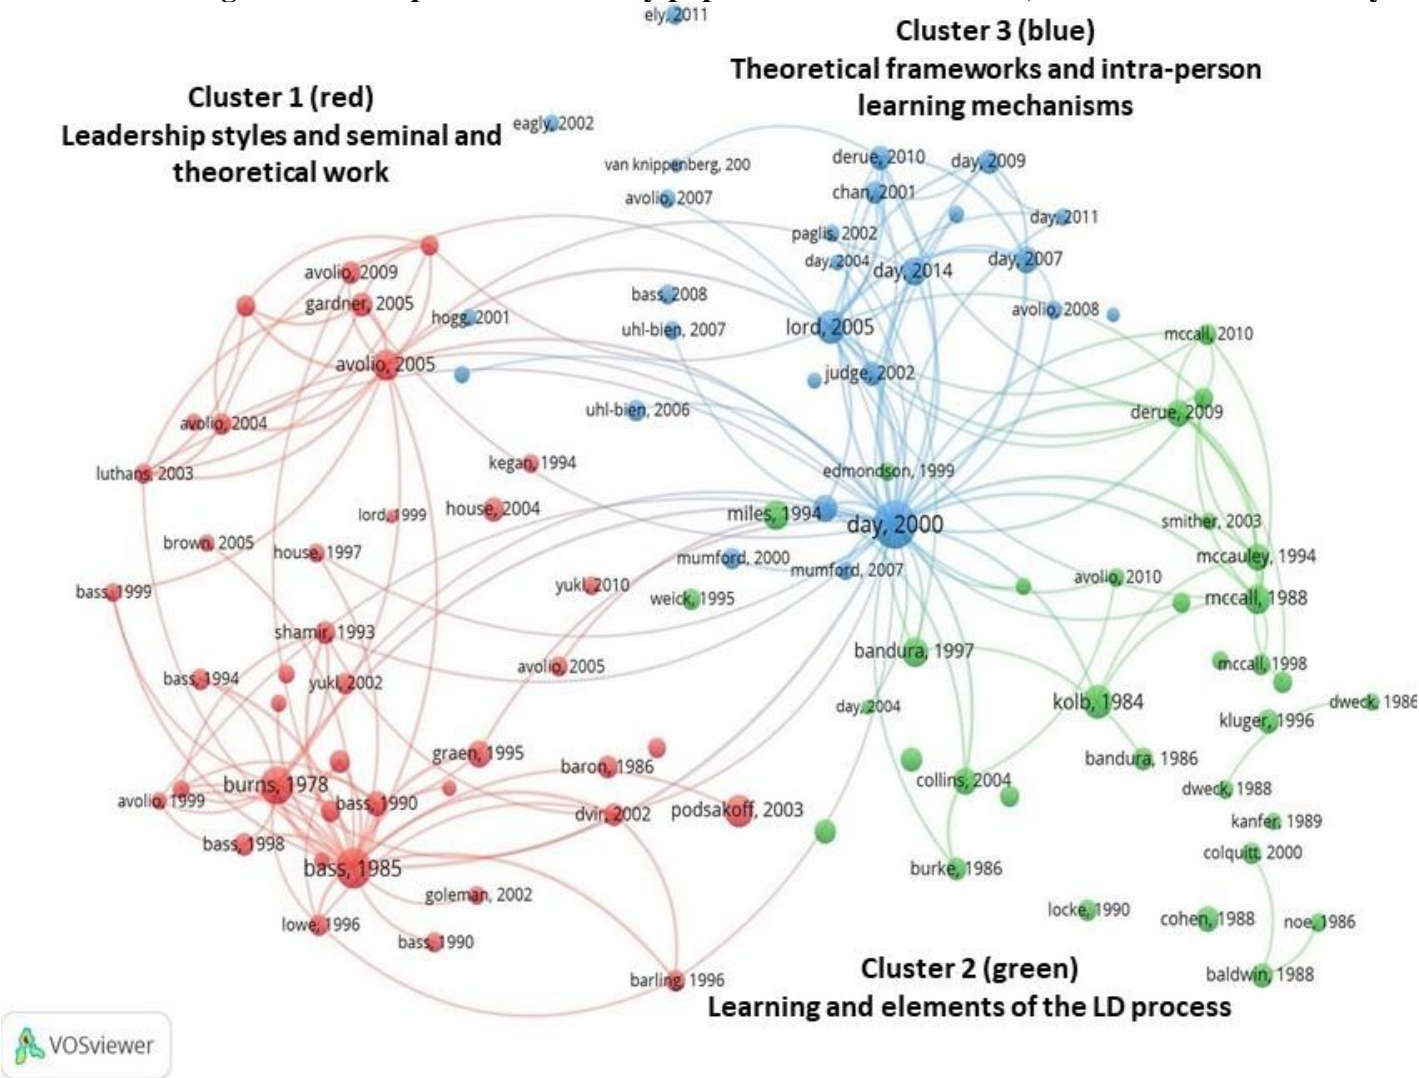 ely, 2011
Cluster 3 (blue)
Theoretical frameworks and intra-person
learning mechanisms
Cluster 1 (red)
Leadership styles and seminal and
theoretical work
eagly, 2002
van knippenberg, 200
derue, 2010
day, 2009
avolio, 2007
chan, 2001
day, 2011
paglis, 2002
day, 2004
day, 2014
day, 2007
avolio, 2009
gardner, 2005
hogg, 2001
bass, 2008
uhl-bien, 2007
lord, 2005
avolio, 2008
mccall, 2010
avolio, 2005
judge, 2002
uhl-bien, 2006
derue, 2009
avolio, 2004
luthans, 2003
kegan, 1994
edmondson, 1999
lord, 1999
house, 2004
miles, 1994
day, 2000
smither, 2003
brown, 2005
house, 1997
mumford, 2000
mumford, 2007
mccauley, 1994
bass, 1999
yukl, 2010
weick, 1995
avolio, 2010
mccall, 1988
shamir, 1993
bandura, 1997
bass, 1994
yukl, 2002
avolio, 2005
mccall, 1998
day, 2004
kolb, 1984
dweck, 1986
kluger, 1996
graen, 1995
baron, 1986
bandura, 1986
burns, 1978
collins, 2004
dweck, 1988
avolio, 1999
bass, 1990
dvir, 2002
podsakoff, 2003
kanfer, 1989
bass, 1998
colquitt, 2000
bass, 1985
burke, 1986
goleman, 2002
lowe, 1996
locke, 1990
cohen, 1988
noe, 1986
bass, 1990
barling, 1996
baldwin, 1988
Cluster 2 (green)
Learning and elements of the LD process
VOSviewer